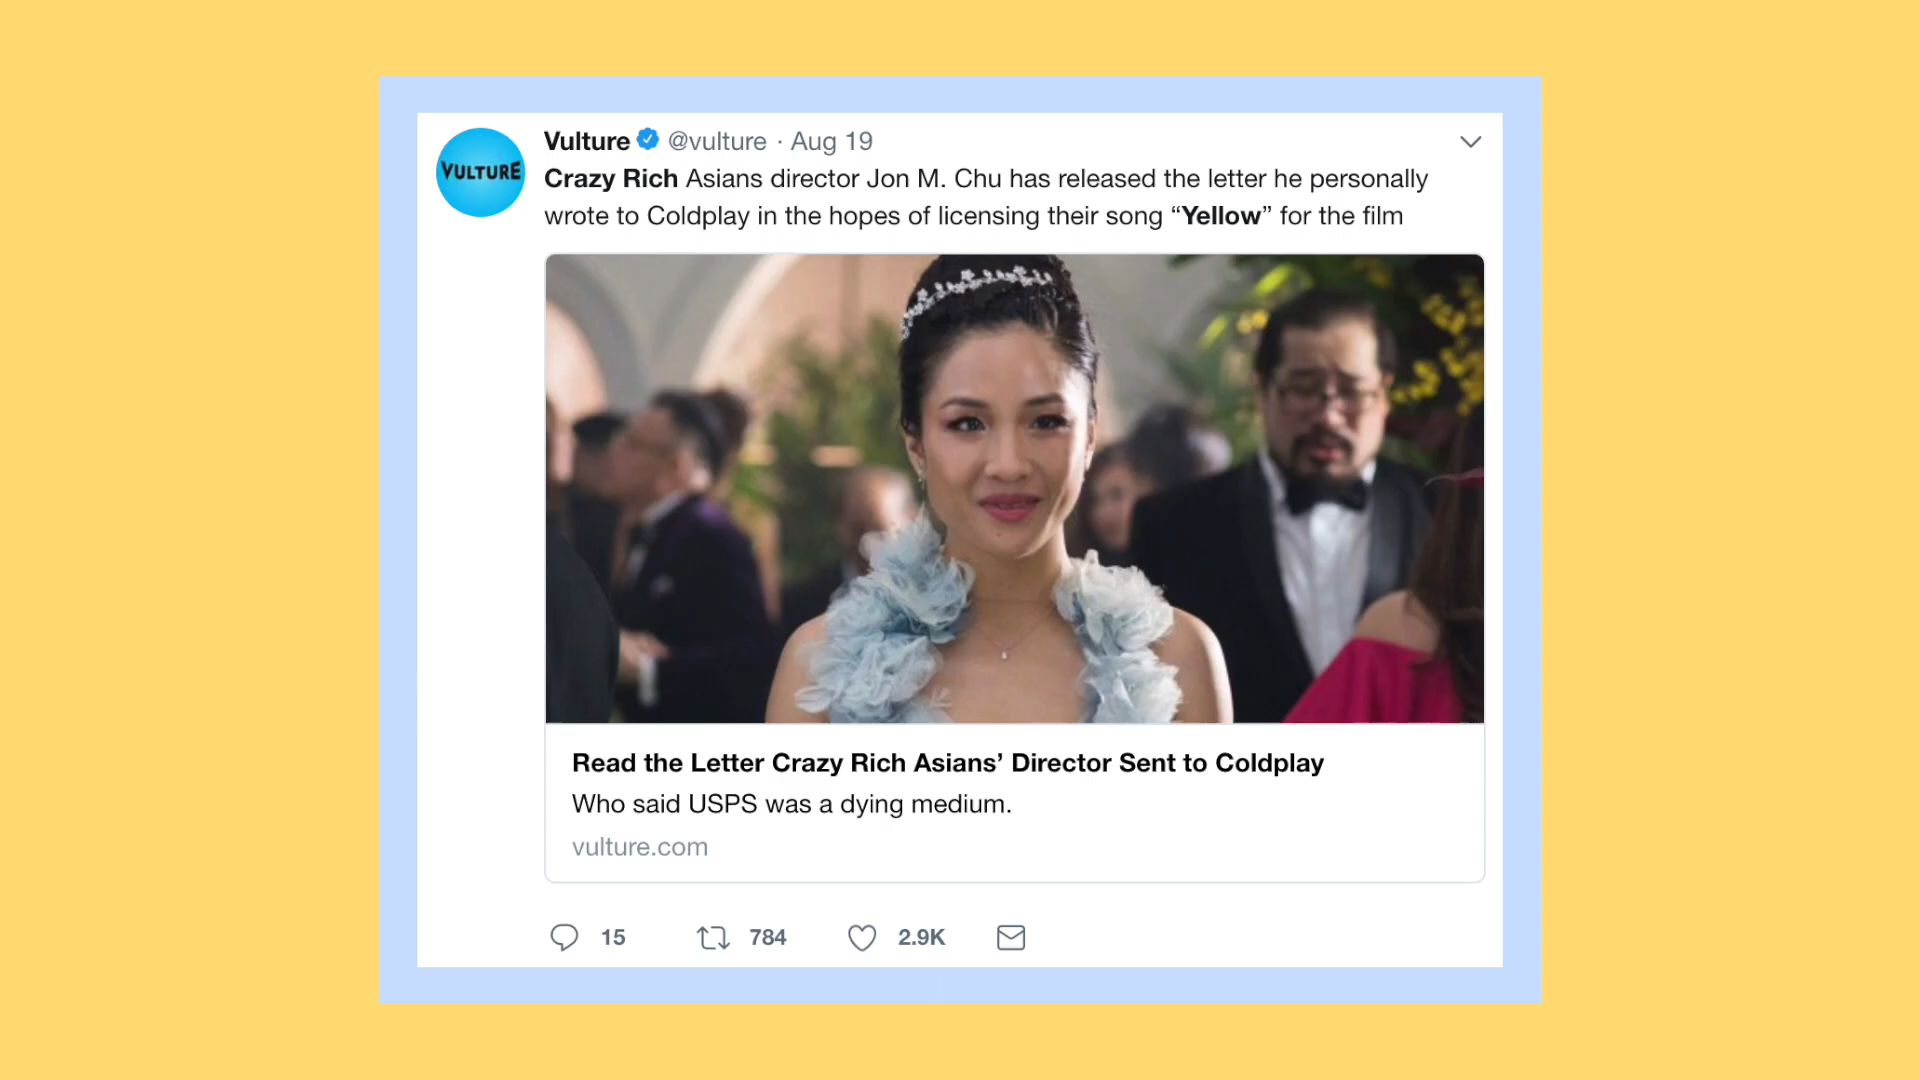 VULTURE
Vulture @vulture · Aug 19
Crazy Rich Asians director Jon M. Chu has released the letter he personally
wrote to Coldplay in the hopes of licensing their song “Yellow” for the film
Read the Letter Crazy Rich Asians’ Director Sent to Coldplay
Who said USPS was a dying medium.
vulture.com
15 784 2.9K